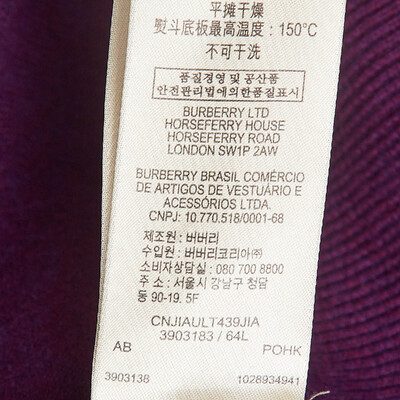 平摊干燥
熨斗底板最高温度：150°C
不可干洗
품질경영 및 공산품
안전관리법에의한품질표시
BURBERRY LTD
HORSEFERRY HOUSE
HORSEFERRY ROAD
LONDON SW1P 2AW
BURBERRY BRASIL COMÉRCIO
DE ARTIGOS DE VESTUÁRIO E
ACESSÓRIOS LTDA.
CNPJ: 10.770.518/0001-68
제조원 : 버버리
수입원 : 버버리코리아㈜
소비자상담실 : 080 700 8800
주 소 : 서울시 강남구 청담
동 90-19. 5F
CNJIAULT439JIA
3903183 / 64L
AB POHK
3903138 1028934941